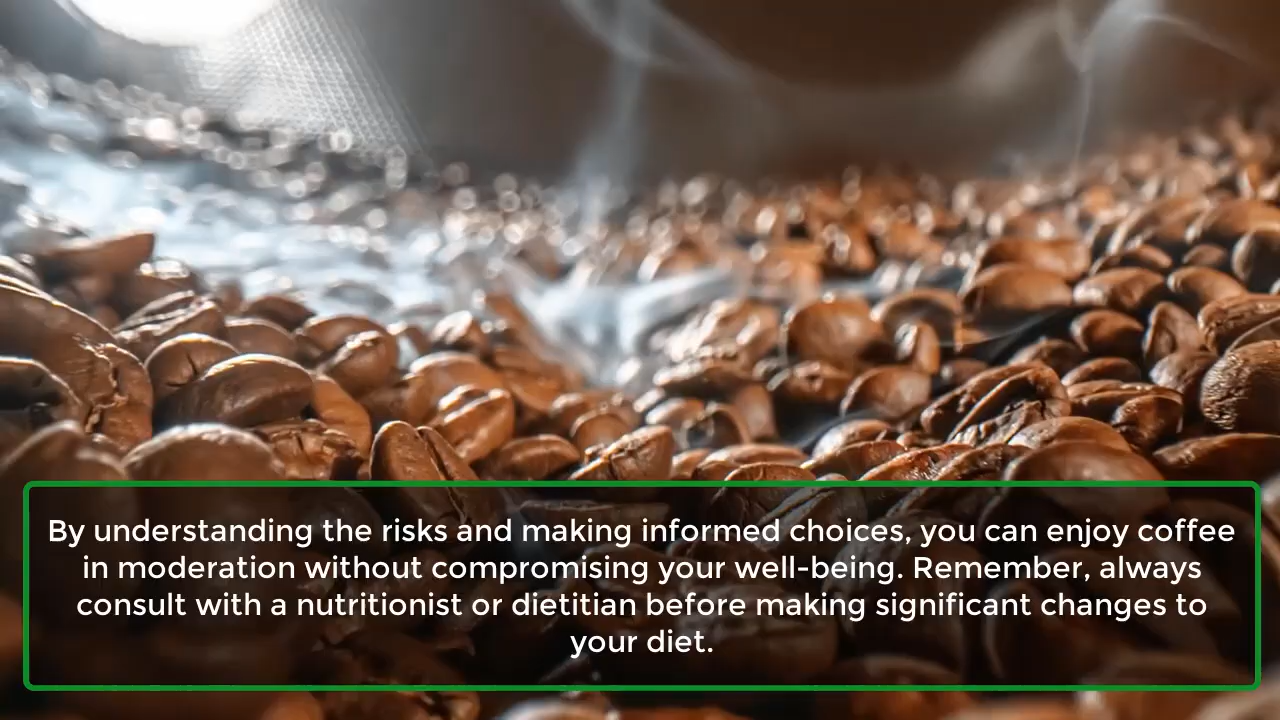 By understanding the risks and making informed choices, you can enjoy coffee
in moderation without compromising your well-being. Remember, always
consult with a nutritionist or dietitian before making significant changes to
your diet.